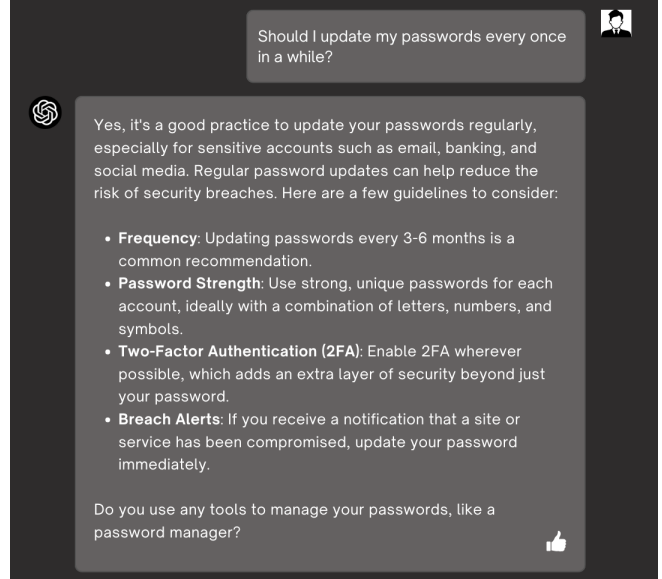 Should I update my passwords every once
in a while?
Yes, it's a good practice to update your passwords regularly,
especially for sensitive accounts such as email, banking, and
social media. Regular password updates can help reduce the
risk of security breaches. Here are a few guidelines to consider:
• Frequency: Updating passwords every 3-6 months is a
common recommendation.
• Password Strength: Use strong, unique passwords for each
account, ideally with a combination of letters, numbers, and
symbols.
• Two-Factor Authentication (2FA): Enable 2FA wherever
possible, which adds an extra layer of security beyond just
your password.
• Breach Alerts: If you receive a notification that a site or
service has been compromised, update your password
immediately.
Do you use any tools to manage your passwords, like a
password manager?